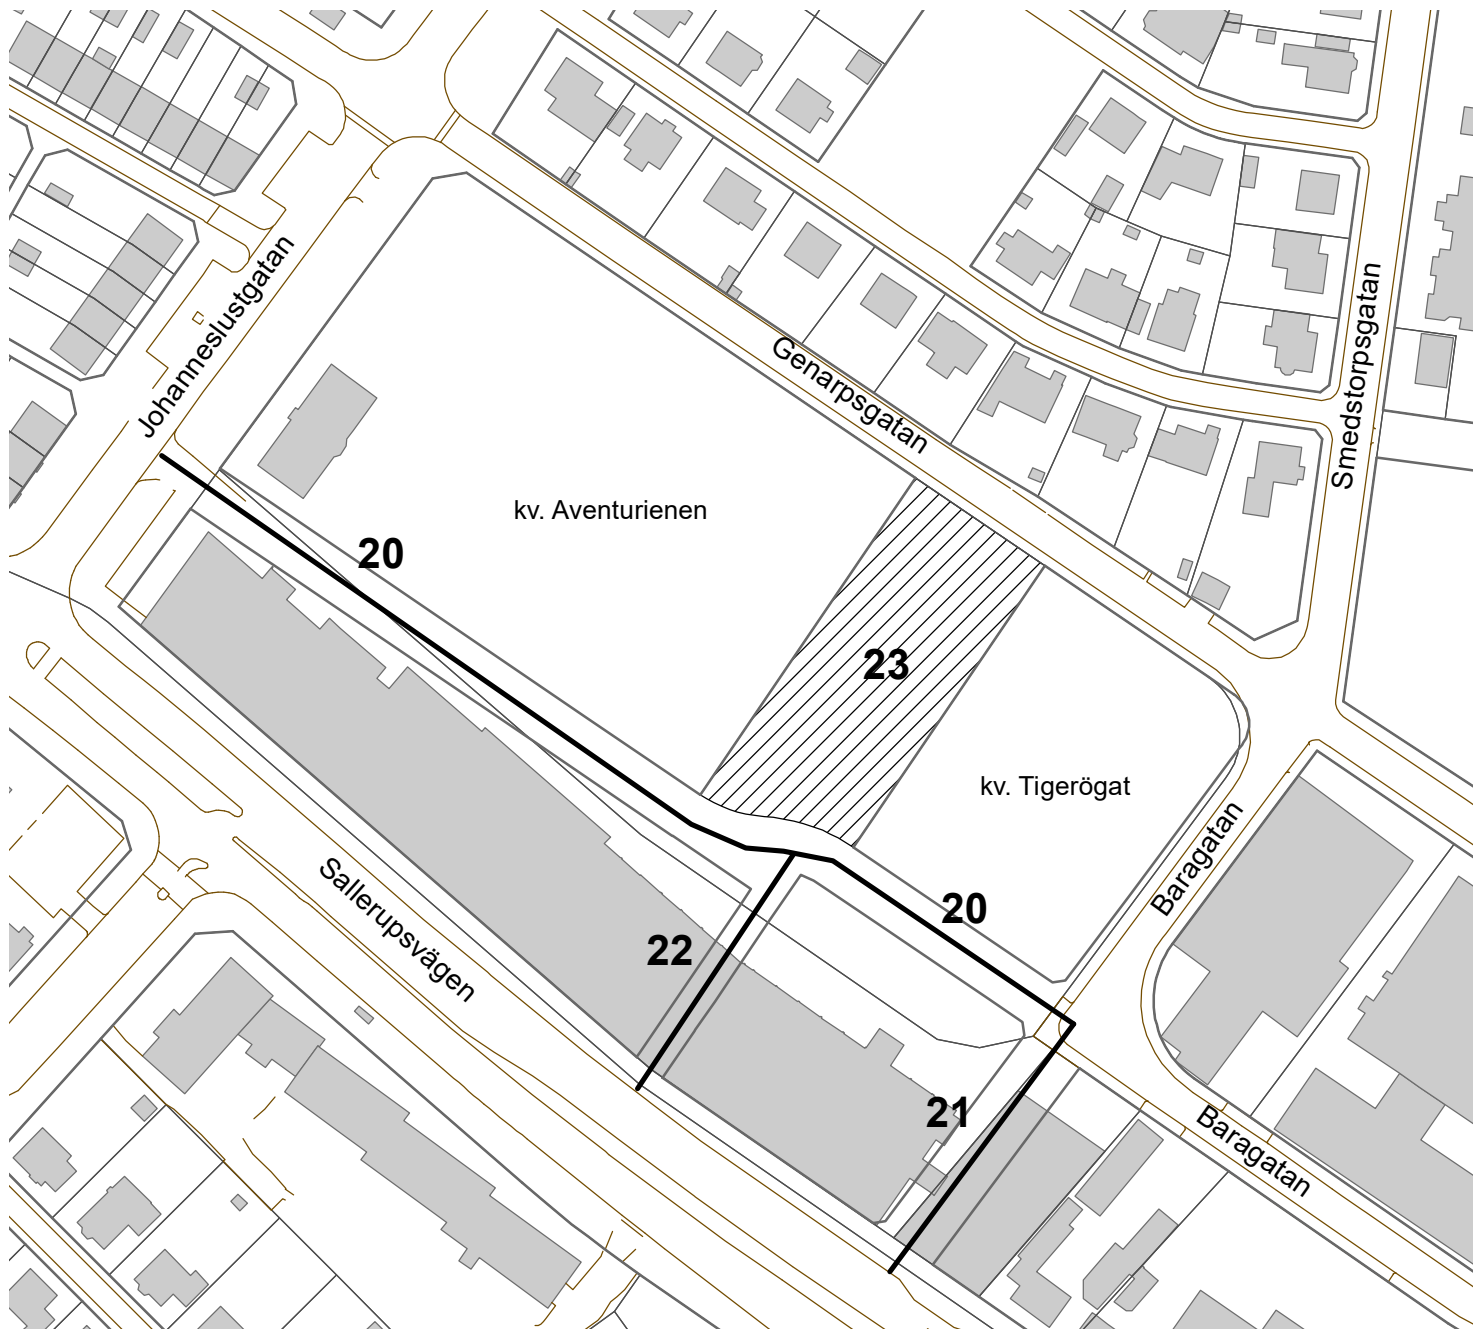 Johanneslustgatan
Genarpsgatan
Smedstorpsgatan
kv. Aventurienen
20
23
kv. Tigerögat
Baragatan
Sallerupsvägen
20
22
21
Baragatan